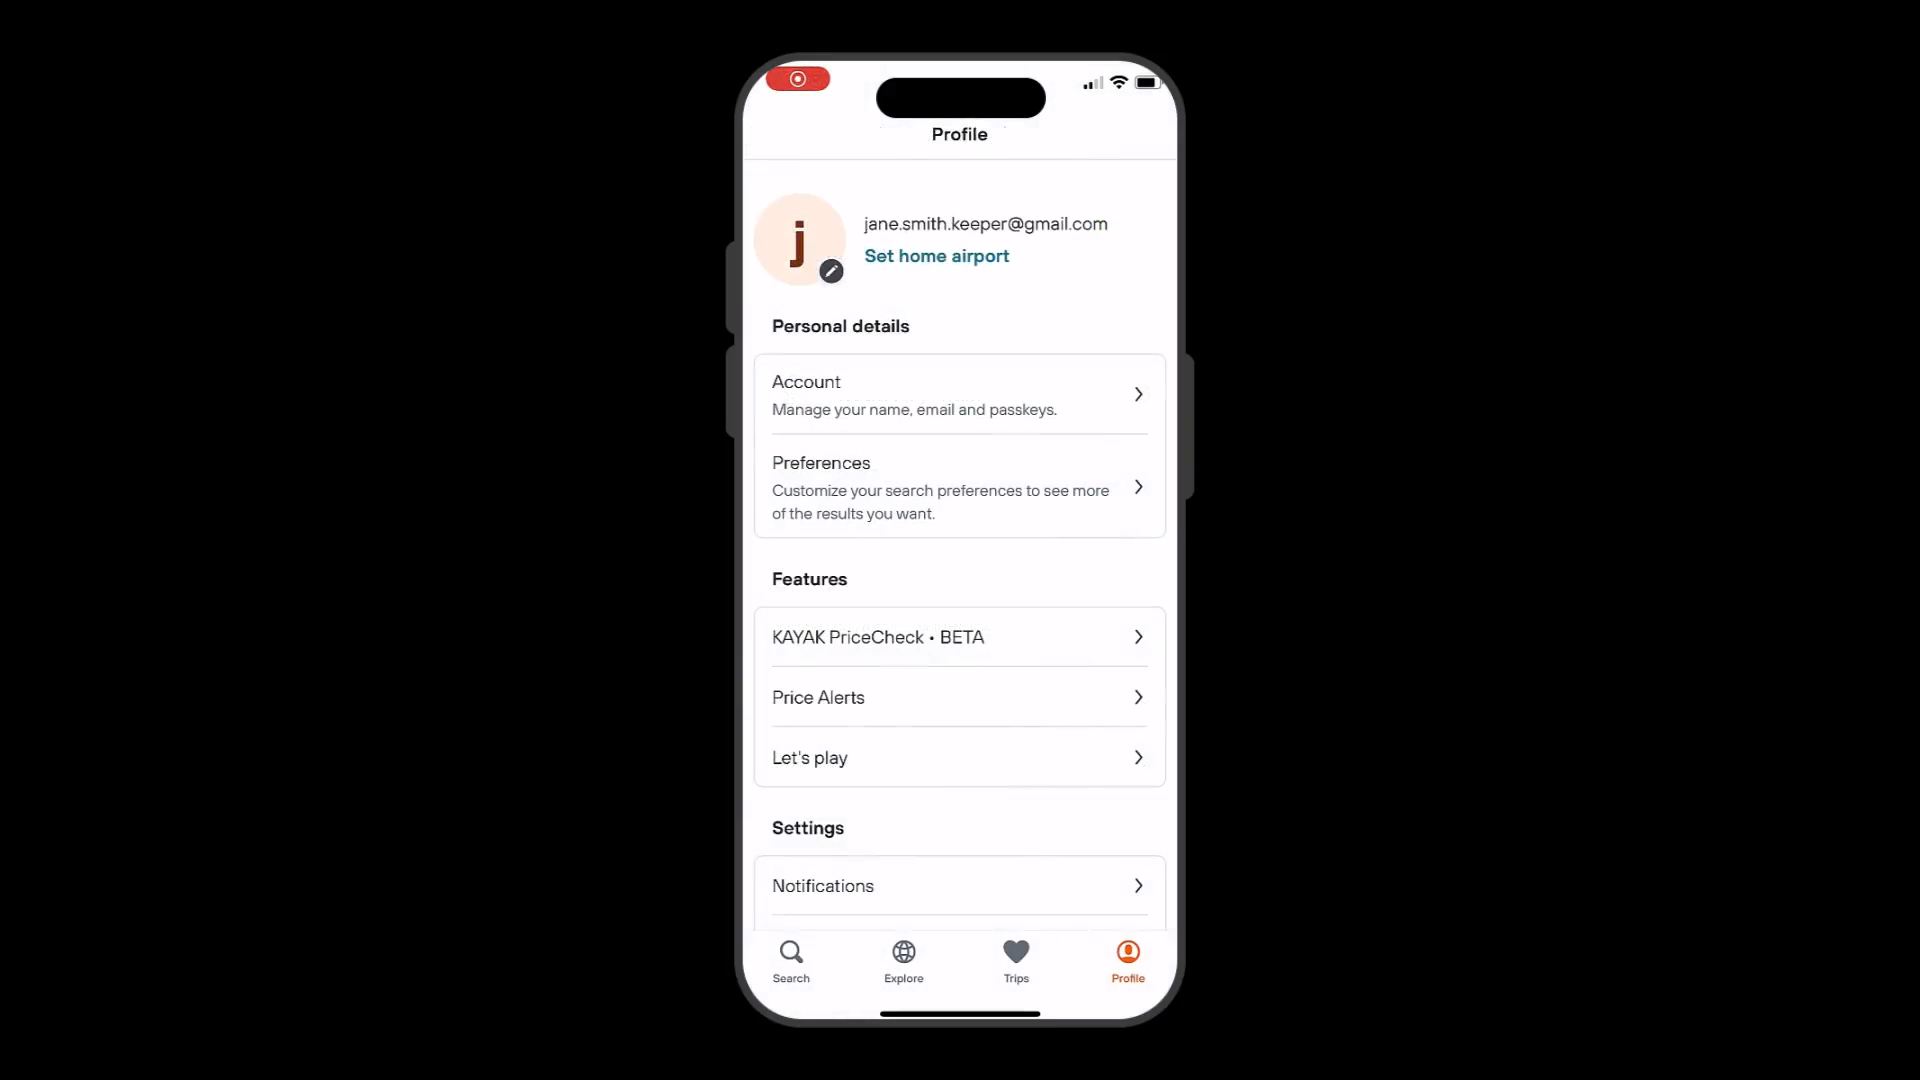 Profile
j
jane.smith.keeper@gmail.com
Set home airport
Personal details
Account
Manage your name, email and passkeys.
Preferences
Customize your search preferences to see more
of the results you want.
Features
KAYAK PriceCheck • BETA
Price Alerts
Let's play
Settings
Notifications
Search
Explore
Trips
Profile